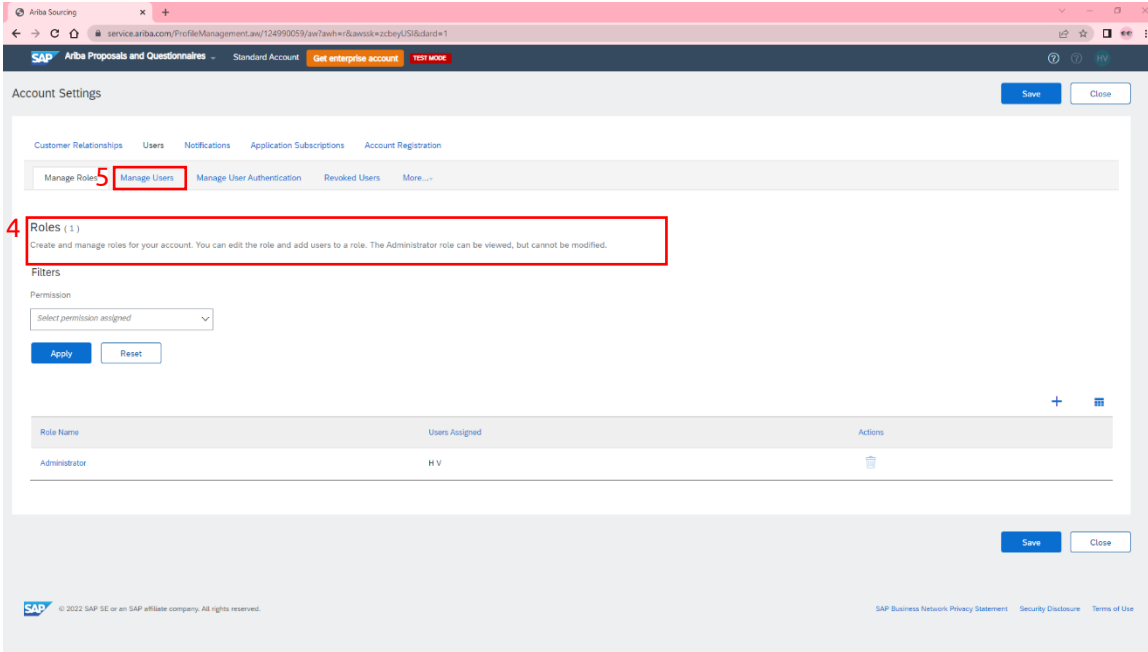 Ariba Sourcing
service.ariba.com/ProfileManagement.aw/124990059/aw?awh=r&awssk=zcbeyUSI&dard=1
SAP Ariba Proposals and Questionnaires Standard Account Get enterprise account TEST MODE HV
Account Settings Save Close
Customer Relationships Users Notifications Application Subscriptions Account Registration
Manage Roles 5 Manage Users Manage User Authentication Revoked Users More...
4 Roles (1)
Create and manage roles for your account. You can edit the role and add users to a role. The Administrator role can be viewed, but cannot be modified.
Filters
Permission
Select permission assigned
Apply Reset
Role Name Users Assigned Actions
Administrator H V
Save Close
SAP © 2022 SAP SE or an SAP affiliate company. All rights reserved. SAP Business Network Privacy Statement Security Disclosure Terms of Use